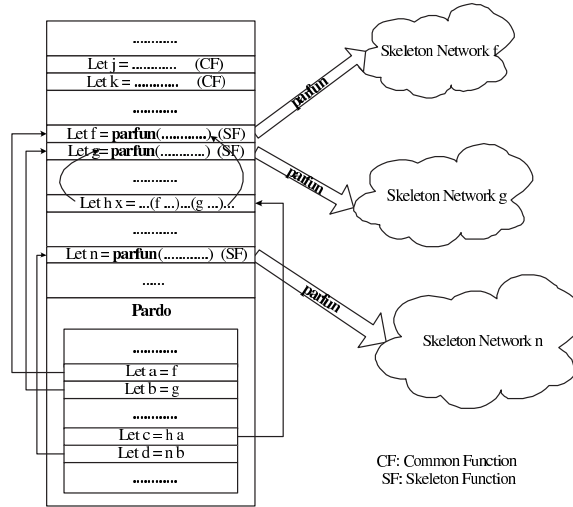 ............
Let j = ............ (CF)
Let k = ............ (CF)
............
Let f = parfun(............) (SF)
Let g = parfun(............) (SF)
............
Let h x = ...(f ...)...(g ...)...
............
Let n = parfun(............) (SF)
......
Pardo
............
Let a = f
Let b = g
............
Let c = h a
Let d = n b
............
parfun
Skeleton Network f
parfun
Skeleton Network g
parfun
Skeleton Network n
CF: Common Function
SF: Skeleton Function